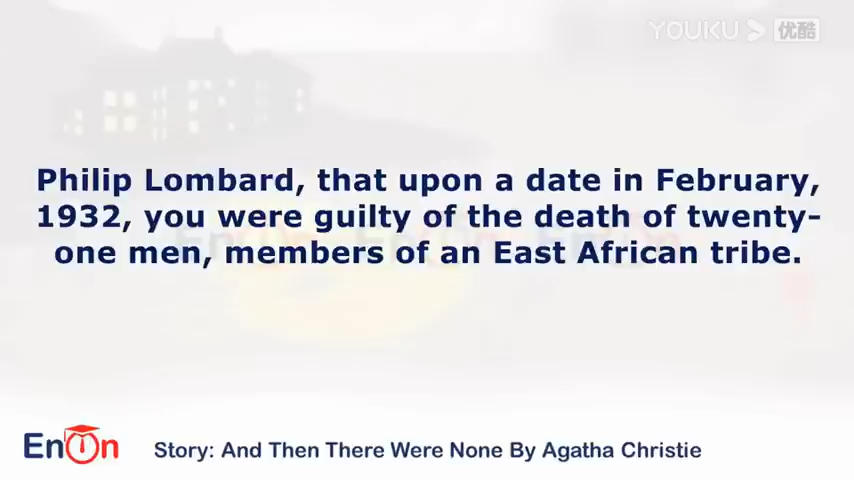 YOUKU 优酷
Philip Lombard, that upon a date in February,
1932, you were guilty of the death of twenty-
one men, members of an East African tribe.
EnOn
Story: And Then There Were None By Agatha Christie